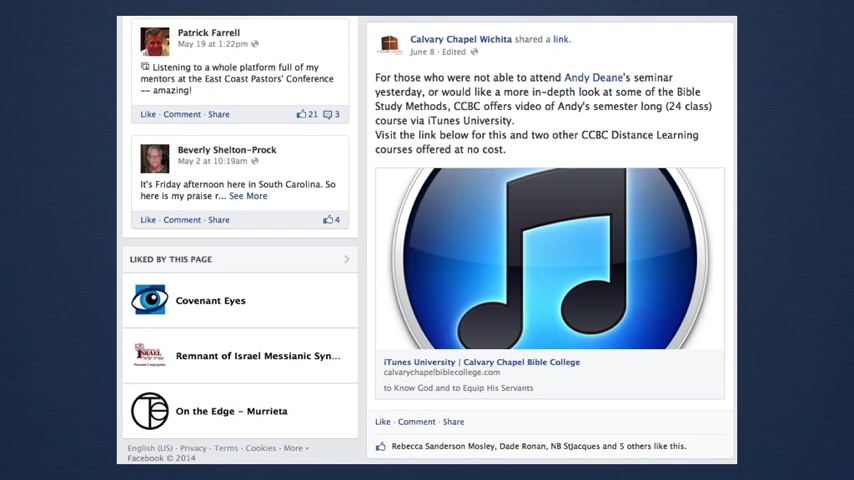 Patrick Farrell
May 19 at 1:22pm
Listening to a whole platform full of my
mentors at the East Coast Pastors' Conference
-- amazing!
Like · Comment · Share
21 3
Beverly Shelton-Prock
May 2 at 10:19am
It's Friday afternoon here in South Carolina. So
here is my praise r... See More
Like · Comment · Share
4
LIKED BY THIS PAGE
Covenant Eyes
ISRAEL
Remnant of Israel Messianic Syn...
On the Edge - Murrieta
English (US) · Privacy · Terms · Cookies · More
Facebook © 2014
Calvary Chapel Wichita shared a link.
June 8 · Edited
For those who were not able to attend Andy Deane's seminar
yesterday, or would like a more in-depth look at some of the Bible
Study Methods, CCBC offers video of Andy's semester long (24 class)
course via iTunes University.
Visit the link below for this and two other CCBC Distance Learning
courses offered at no cost.
iTunes University | Calvary Chapel Bible College
calvarychapelbiblecollege.com
to Know God and to Equip His Servants
Like · Comment · Share
Rebecca Sanderson Mosley, Dade Ronan, NB StJacques and 5 others like this.